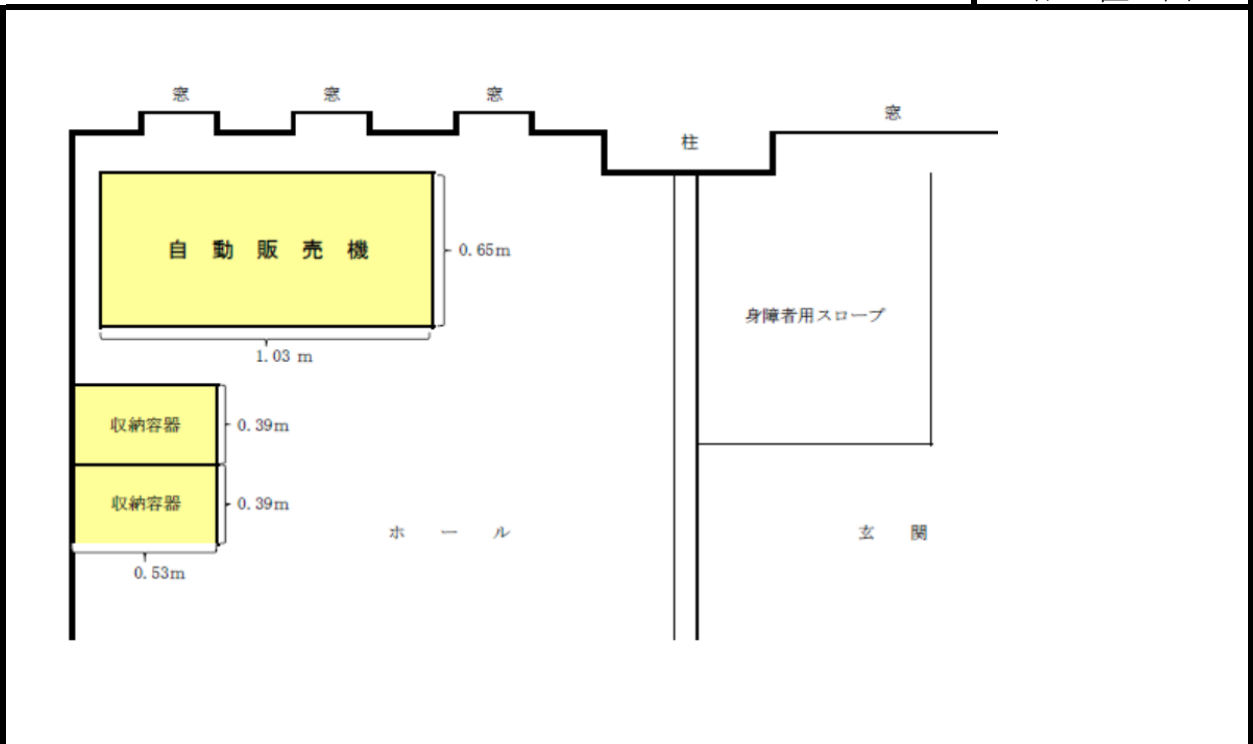 窓
窓
窓
窓
柱
自 動 販 売 機
0.65m
身障者用スロープ
1.03 m
収納容器
0.39m
収納容器
0.39m
ホ ー ル
玄 関
0.53m